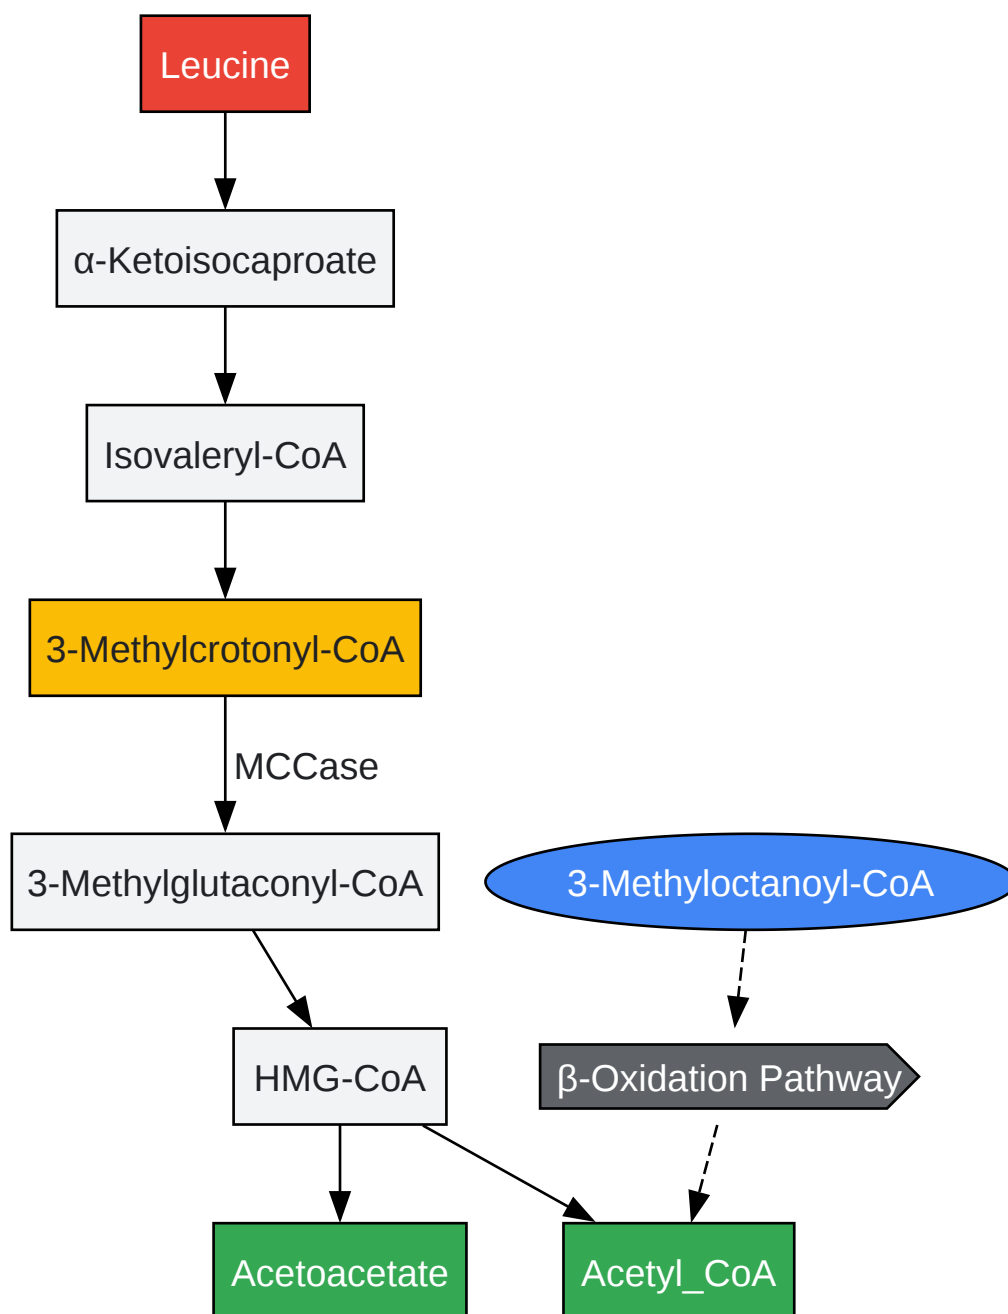 Leucine
α-Ketoisocaproate
Isovaleryl-CoA
3-Methylcrotonyl-CoA
MCCase
3-Methylglutaconyl-CoA
3-Methyloctanoyl-CoA
HMG-CoA
β-Oxidation Pathway
Acetoacetate
Acetyl_CoA